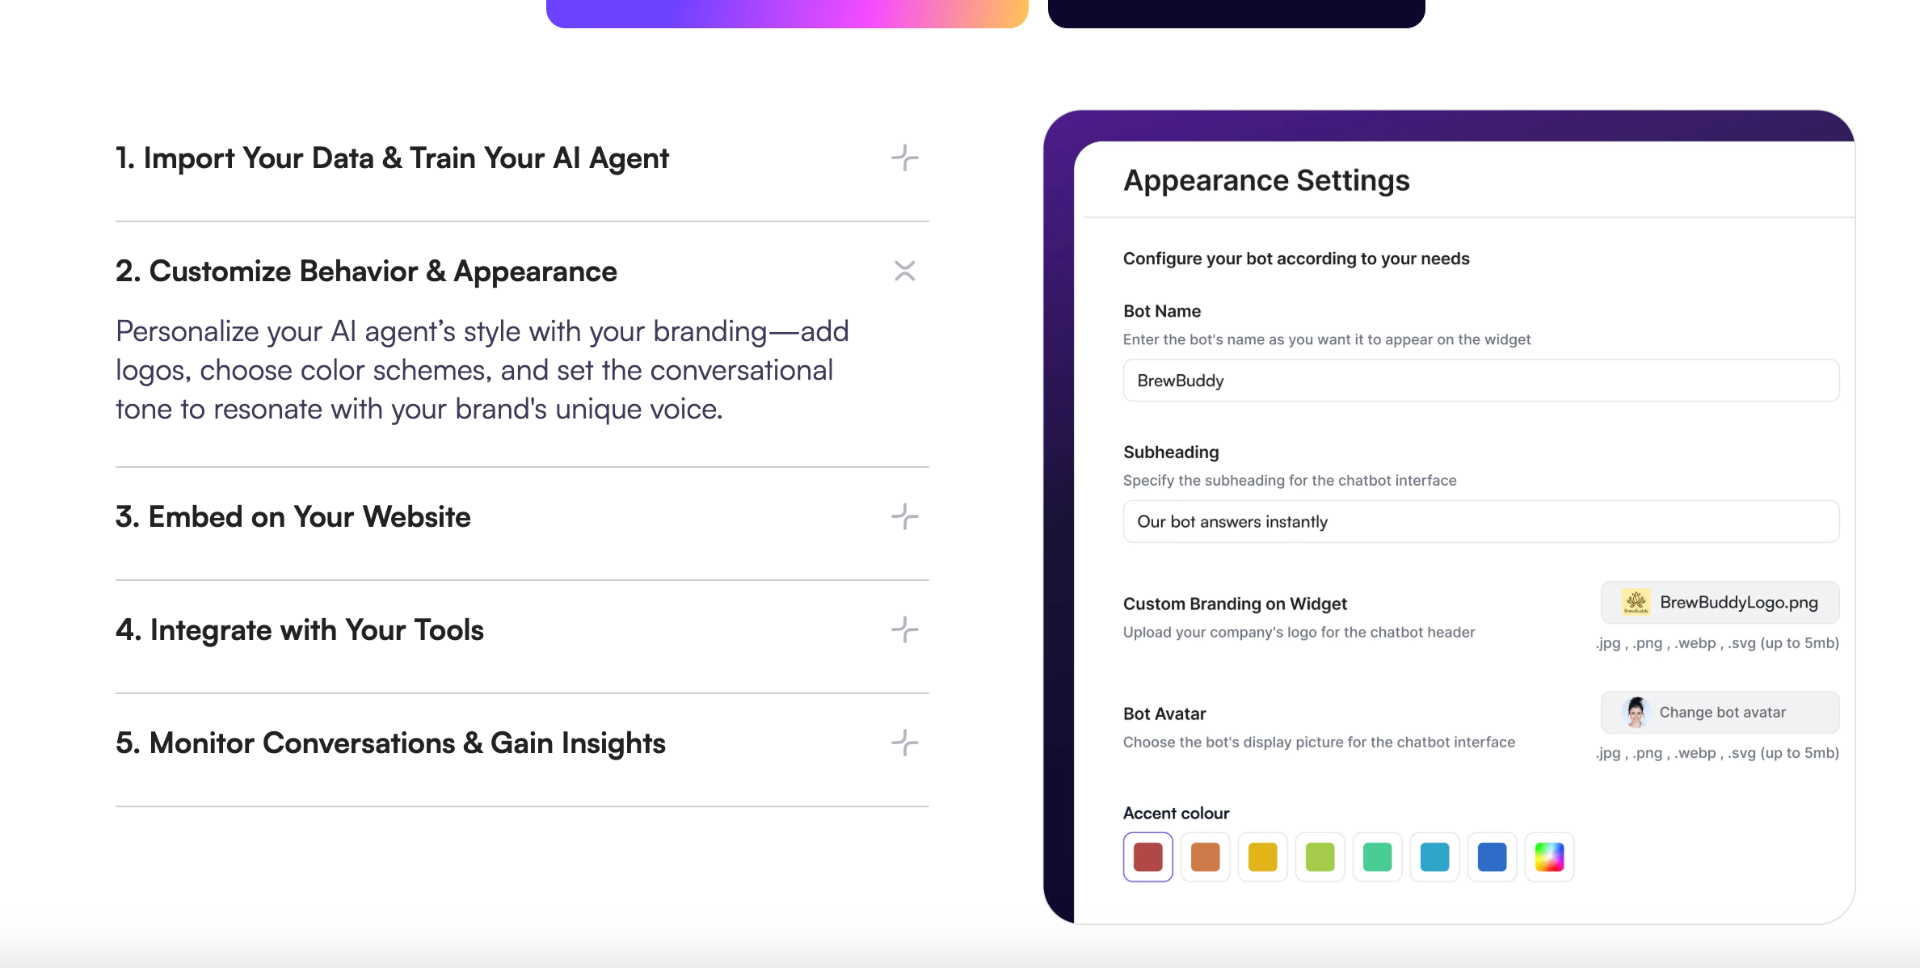 1. Import Your Data & Train Your AI Agent
2. Customize Behavior & Appearance
Personalize your AI agent’s style with your branding—add
logos, choose color schemes, and set the conversational
tone to resonate with your brand's unique voice.
3. Embed on Your Website
4. Integrate with Your Tools
5. Monitor Conversations & Gain Insights
Appearance Settings
Configure your bot according to your needs
Bot Name
Enter the bot's name as you want it to appear on the widget
BrewBuddy
Subheading
Specify the subheading for the chatbot interface
Our bot answers instantly
Custom Branding on Widget
Upload your company's logo for the chatbot header
BrewBuddyLogo.png
.jpg , .png , .webp , .svg (up to 5mb)
Bot Avatar
Choose the bot's display picture for the chatbot interface
Change bot avatar
.jpg , .png , .webp , .svg (up to 5mb)
Accent colour